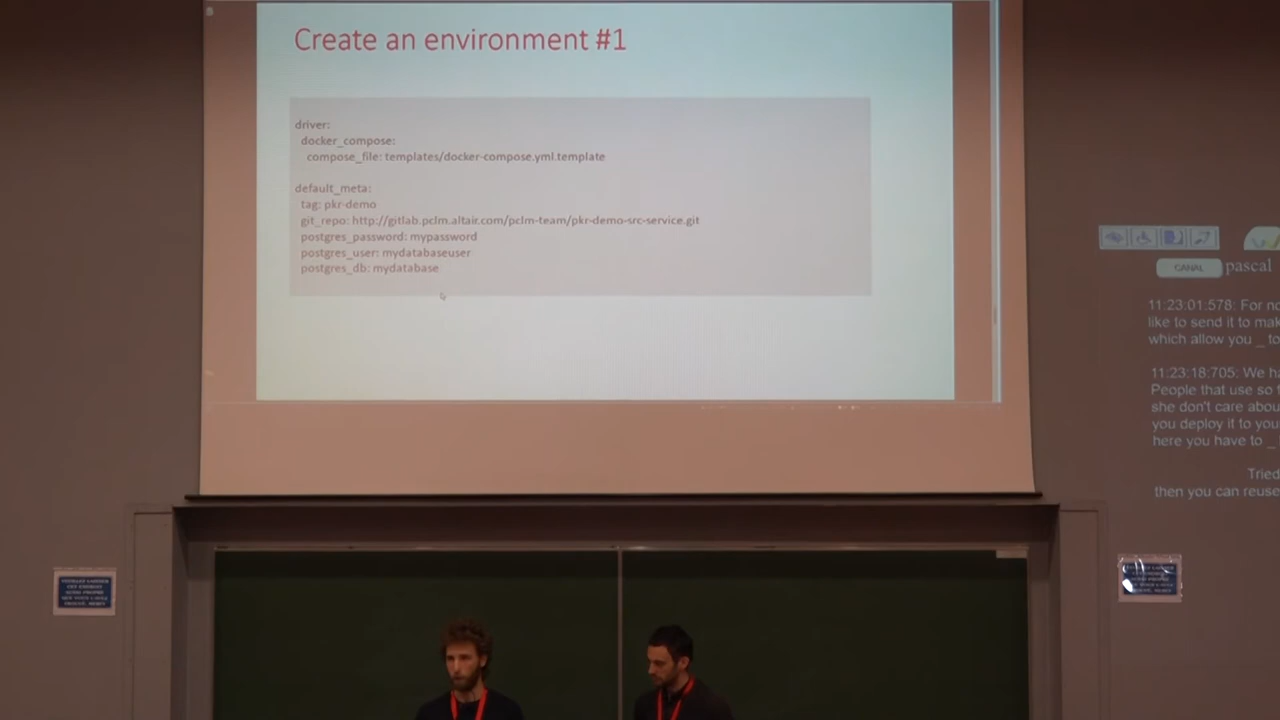 Create an environment #1
driver:
docker_compose:
compose_file: templates/docker-compose.yml.template
default_meta:
tag: pkr-demo
git_repo: http://gitlab.pclm.altair.com/pclm-team/pkr-demo-src-service.git
postgres_password: mypassword
postgres_user: mydatabaseuser
postgres_db: mydatabase
CANAL pascal
11:23:01:578: For no
like to send it to mak
which allow you _ to
11:23:18:705: We ha
People that use so t
she don't care abou
you deploy it to you
here you have to _
Tried
then you can reuse